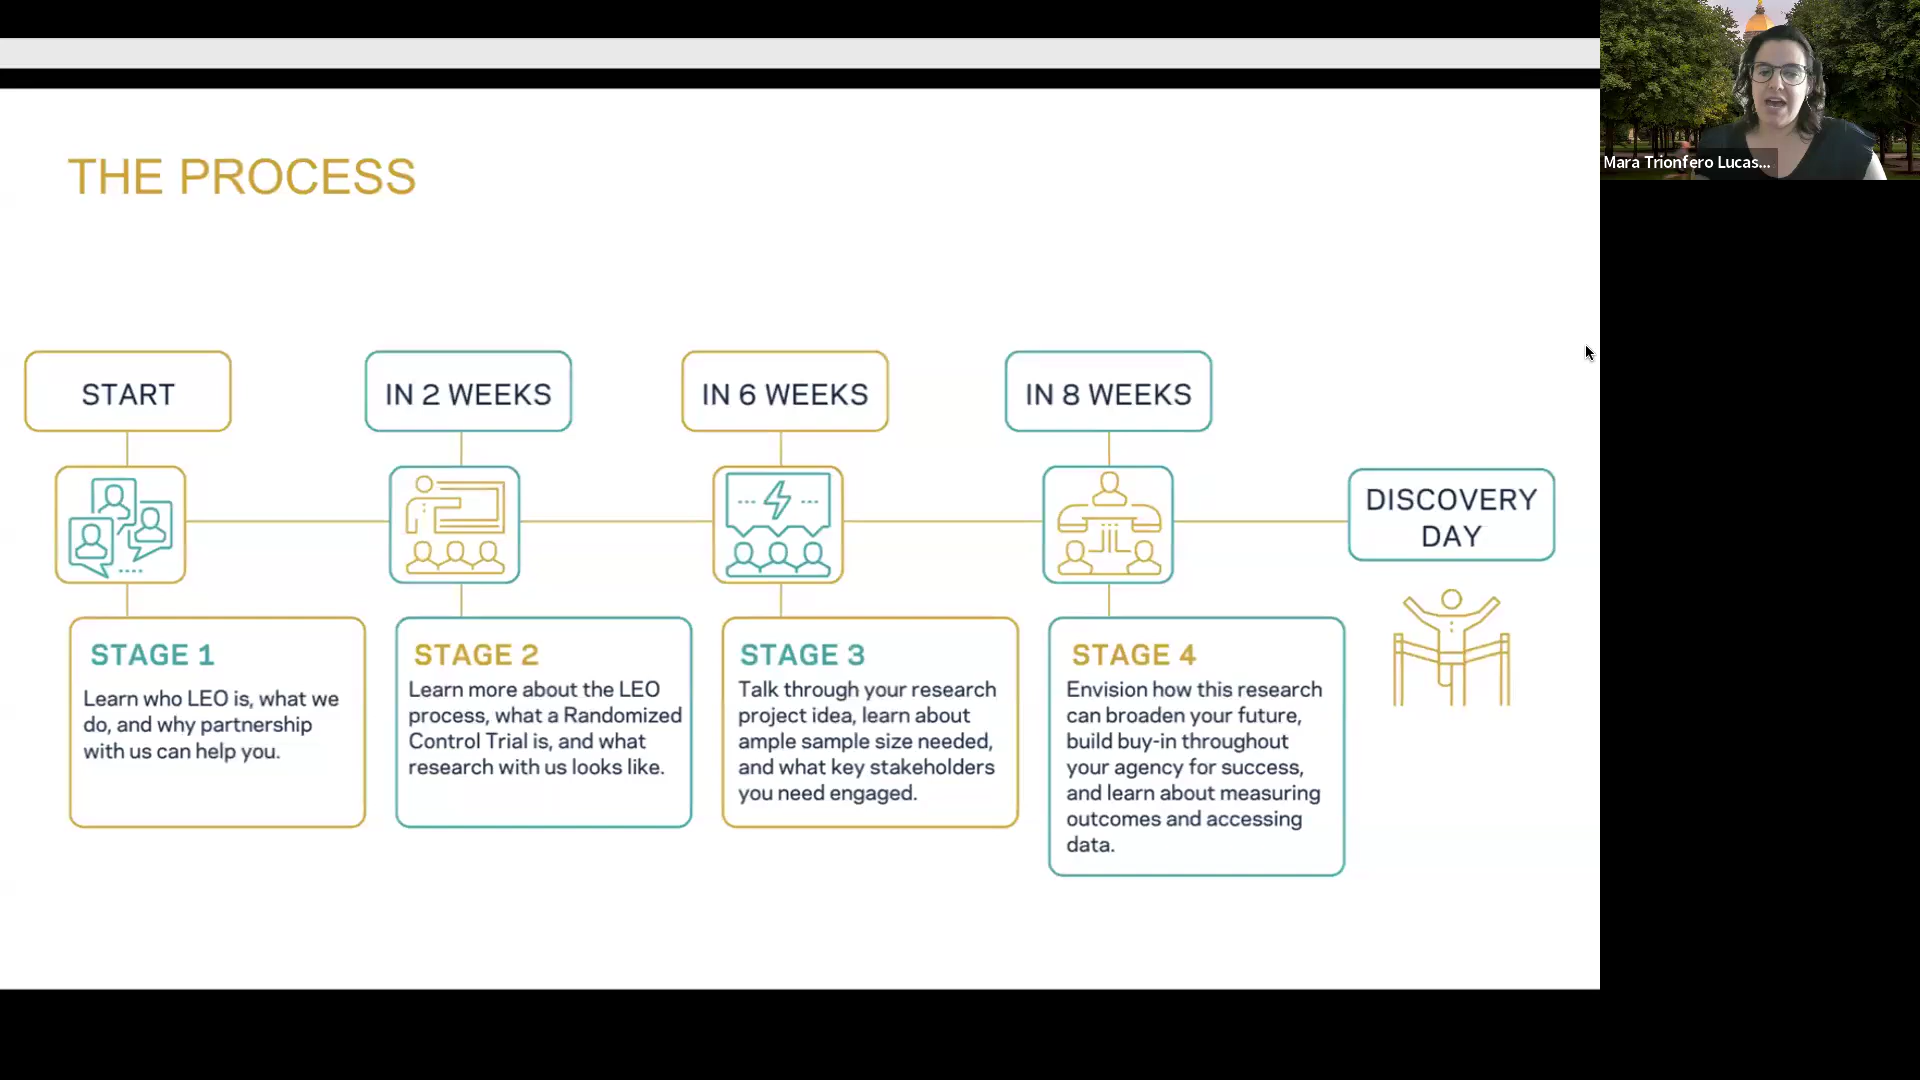 Mara Trionfero Lucas...
THE PROCESS
START
IN 2 WEEKS
IN 6 WEEKS
IN 8 WEEKS
DISCOVERY
DAY
STAGE 1
Learn who LEO is, what we
do, and why partnership
with us can help you.
STAGE 2
Learn more about the LEO
process, what a Randomized
Control Trial is, and what
research with us looks like.
STAGE 3
Talk through your research
project idea, learn about
ample sample size needed,
and what key stakeholders
you need engaged.
STAGE 4
Envision how this research
can broaden your future,
build buy-in throughout
your agency for success,
and learn about measuring
outcomes and accessing
data.